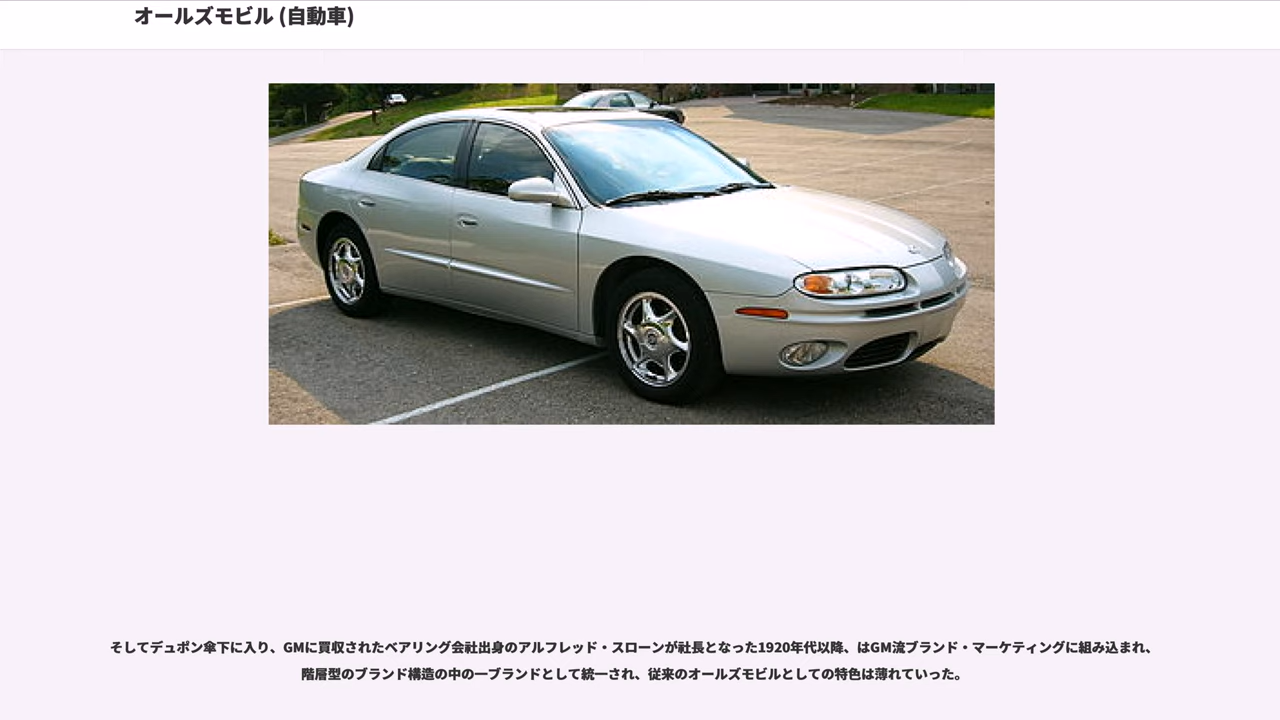 オールズモビル (自動車)
そしてデュポン傘下に入り、GMに買収されたベアリング会社出身のアルフレッド・スローンが社長となった1920年代以降、はGM流ブランド・マーケティングに組み込まれ、
階層型のブランド構造の中の一ブランドとして統一され、従来のオールズモビルとしての特色は薄れていった。